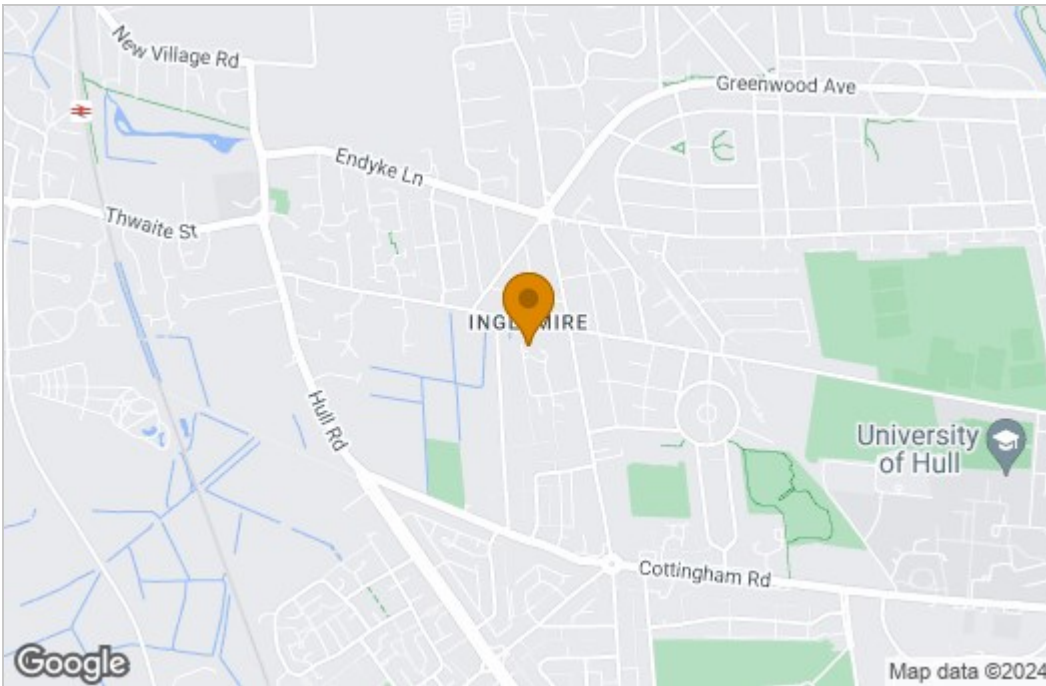 New Village Rd
Greenwood Ave
Endyke Ln
Thwaite St
INGLEMIRE
Hull Rd
University
of Hull
Cottingham Rd
Google
Map data ©2024